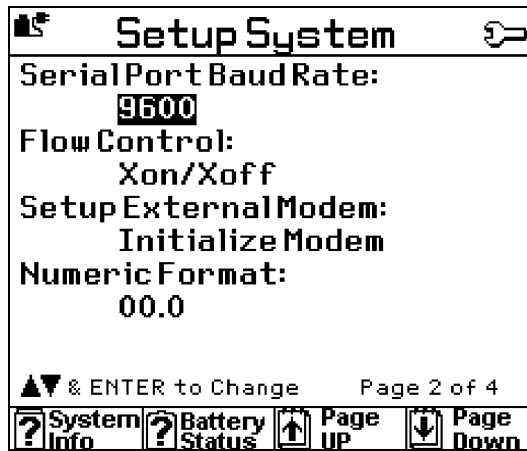 Setup System
Serial Port Baud Rate:
9600
Flow Control:
Xon/Xoff
Setup External Modem:
Initialize Modem
Numeric Format:
00.0
& ENTER to Change Page 2 of 4
System Info
Battery Status
Page UP
Page Down